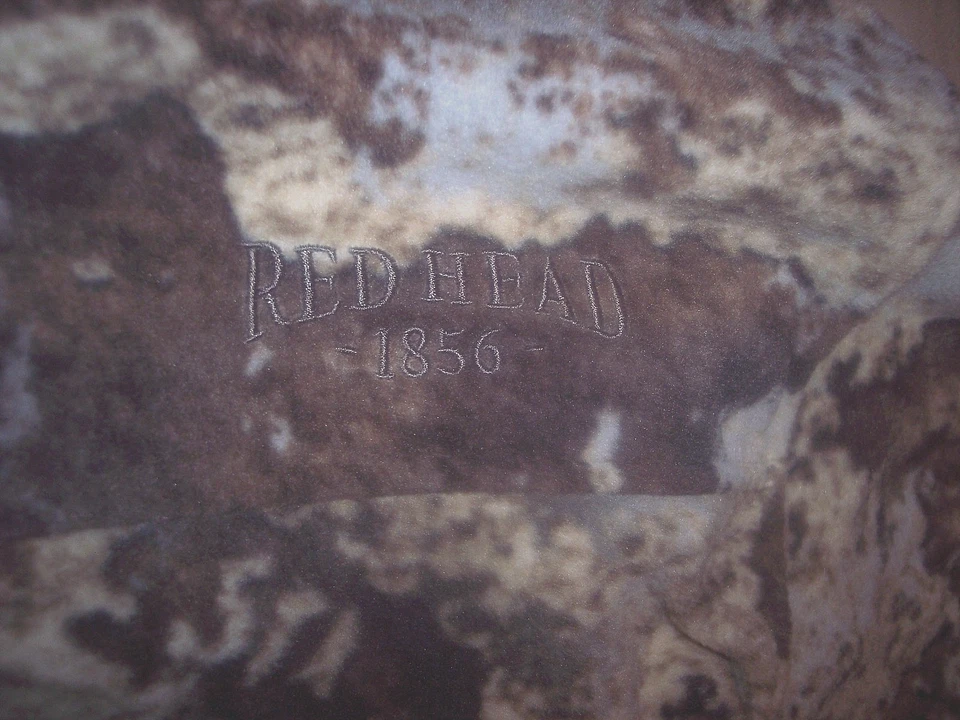 RED HEAD
- 1856 -